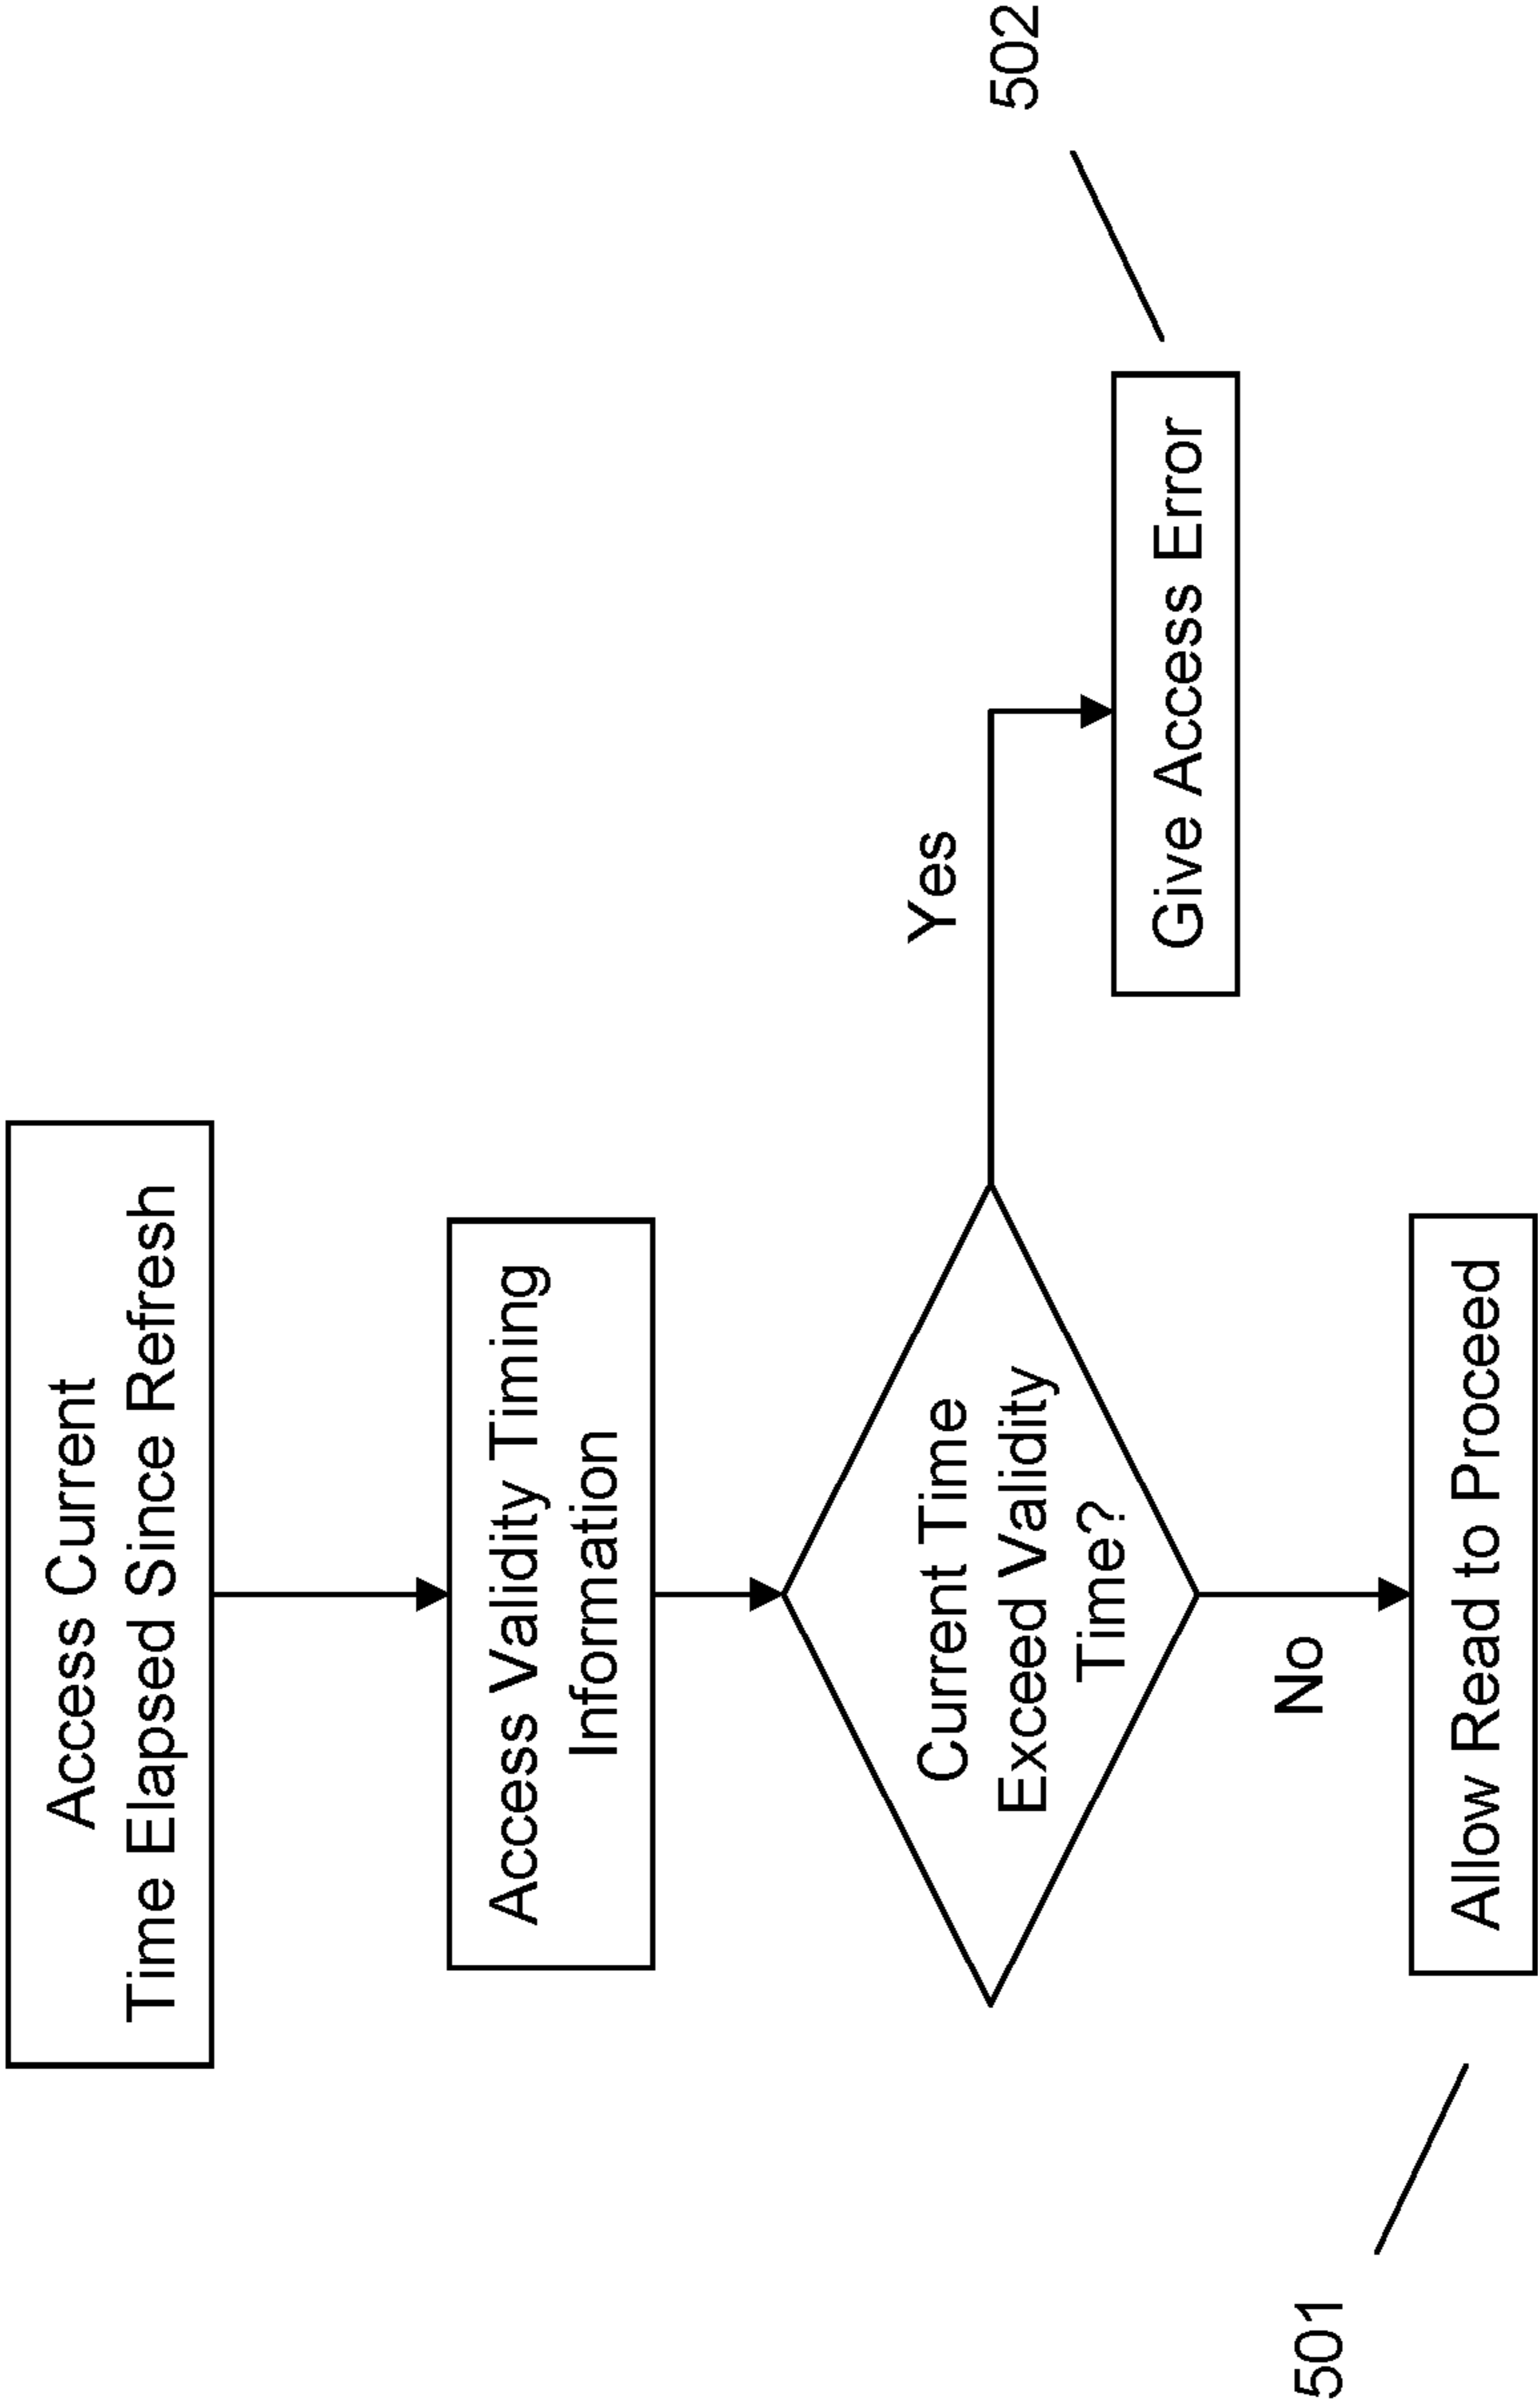 Access Current
Time Elapsed Since Refresh
Access Validity Timing
Information
Current Time
Exceed Validity
Time?
Yes
502
Give Access Error
No
501
Allow Read to Proceed